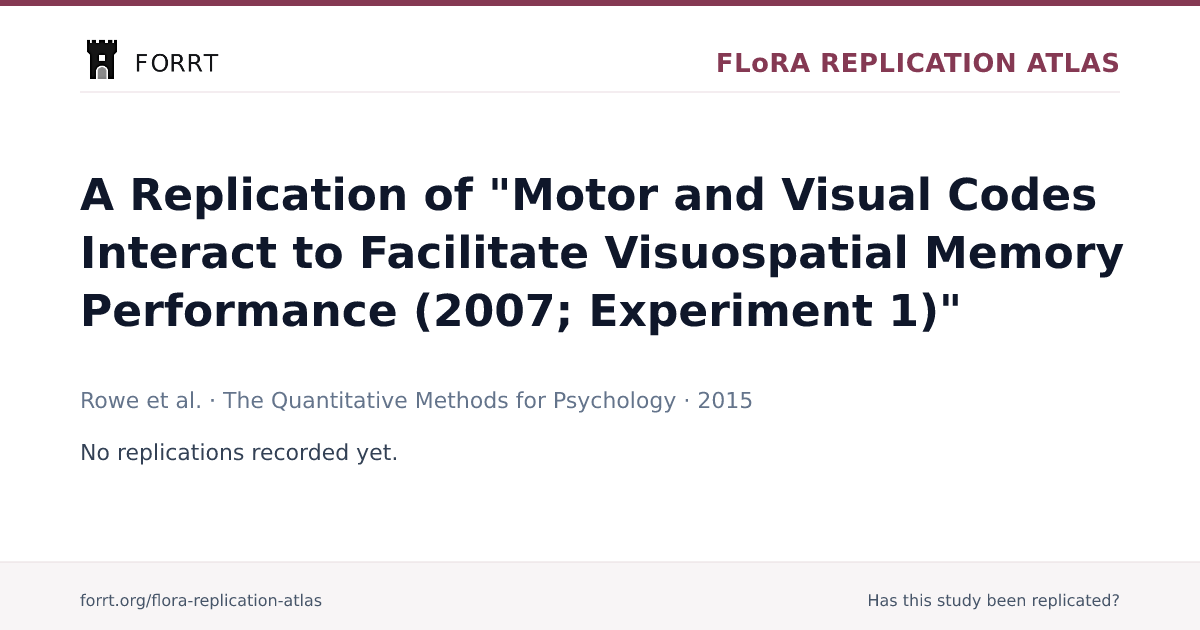 FORRT
FLoRA REPLICATION ATLAS
A Replication of "Motor and Visual Codes
Interact to Facilitate Visuospatial Memory
Performance (2007; Experiment 1)"
Rowe et al. · The Quantitative Methods for Psychology · 2015
No replications recorded yet.
forrt.org/flora-replication-atlas
Has this study been replicated?